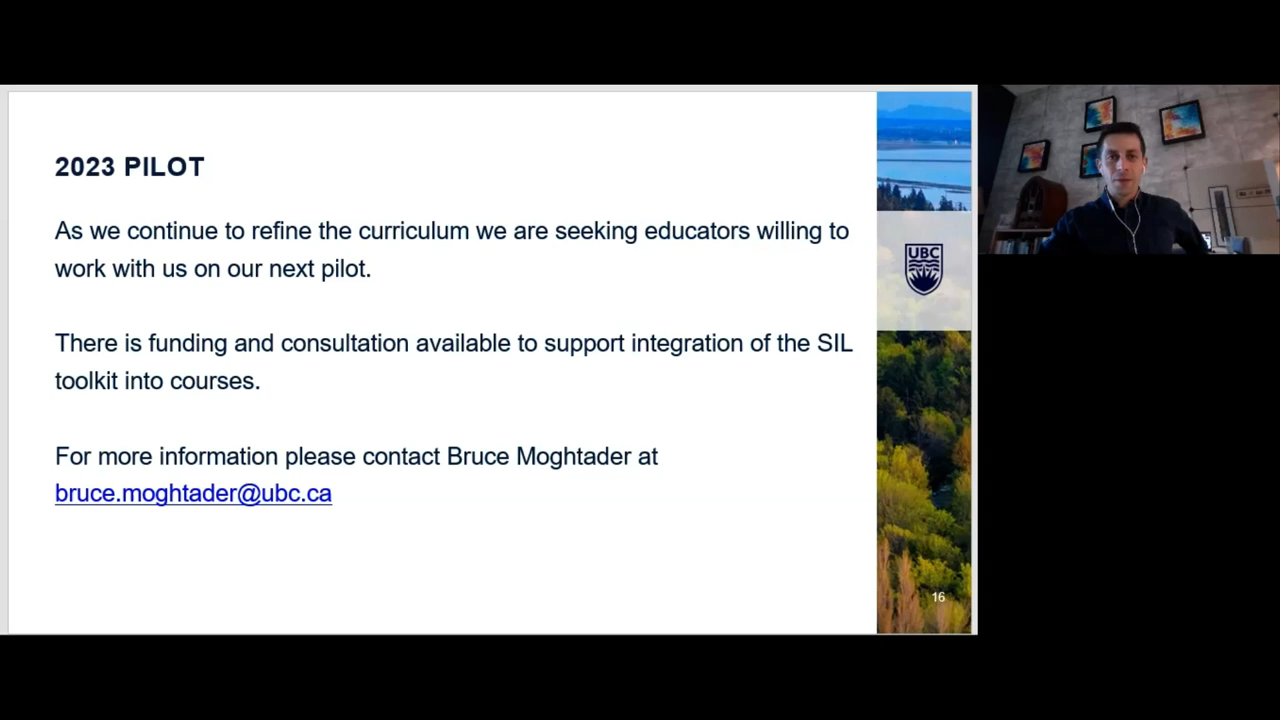 2023 PILOT
As we continue to refine the curriculum we are seeking educators willing to
work with us on our next pilot.
There is funding and consultation available to support integration of the SIL
toolkit into courses.
For more information please contact Bruce Moghtader at
bruce.moghtader@ubc.ca
UBC
16